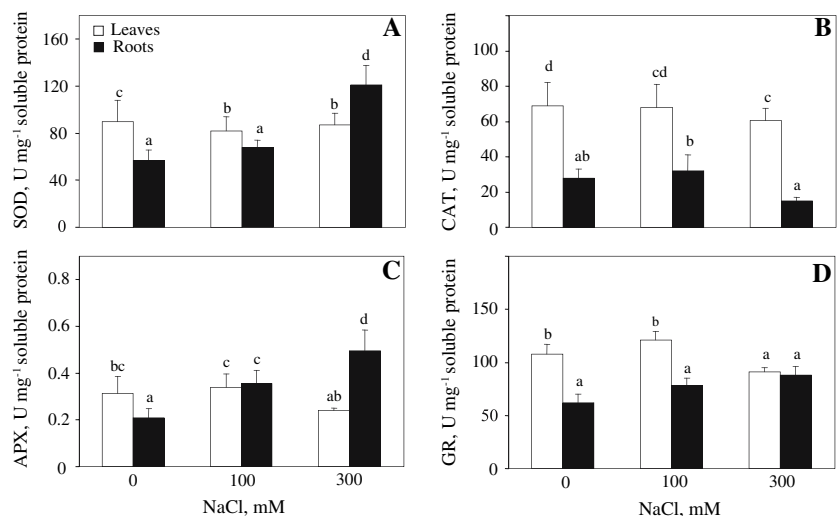 A
Leaves
Roots
SOD, U mg⁻¹ soluble protein
160
120
80
40
0
c
a
b
a
b
d
B
CAT, U mg⁻¹ soluble protein
120
80
60
40
20
0
d
ab
cd
b
c
a
C
APX, U mg⁻¹ soluble protein
0.8
0.6
0.4
0.2
0
bc
a
c
c
ab
d
0
100
300
NaCl, mM
D
GR, U mg⁻¹ soluble protein
150
100
50
0
b
a
b
a
a
a
0
100
300
NaCl, mM